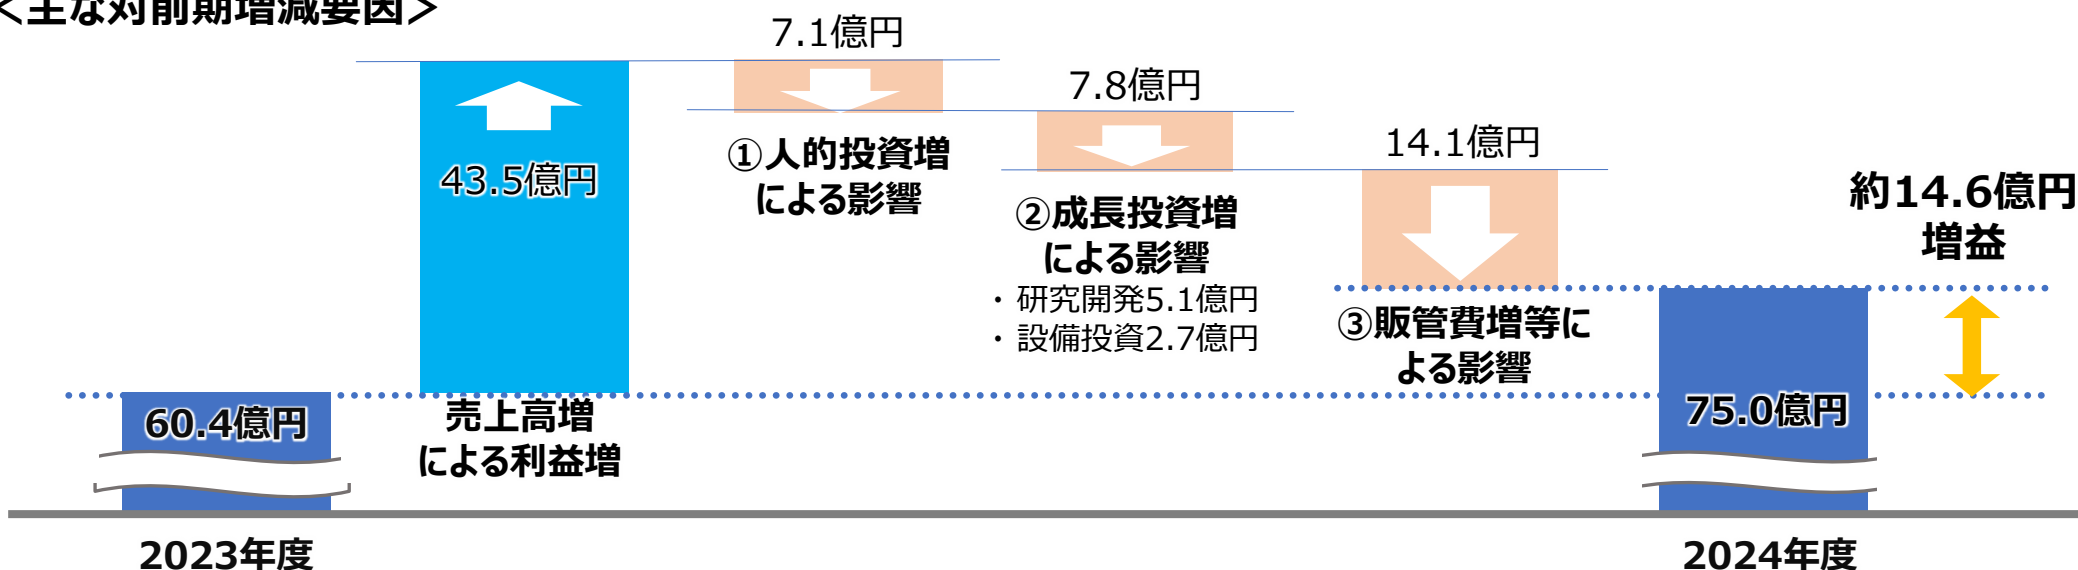 <主な対前期増減要因>
7.1億円
7.8億円
14.1億円
43.5億円
①人的投資増
による影響
②成長投資増
による影響
・研究開発5.1億円
・設備投資2.7億円
③販管費増等に
よる影響
約14.6億円
増益
60.4億円
売上高増
による利益増
75.0億円
2023年度
2024年度